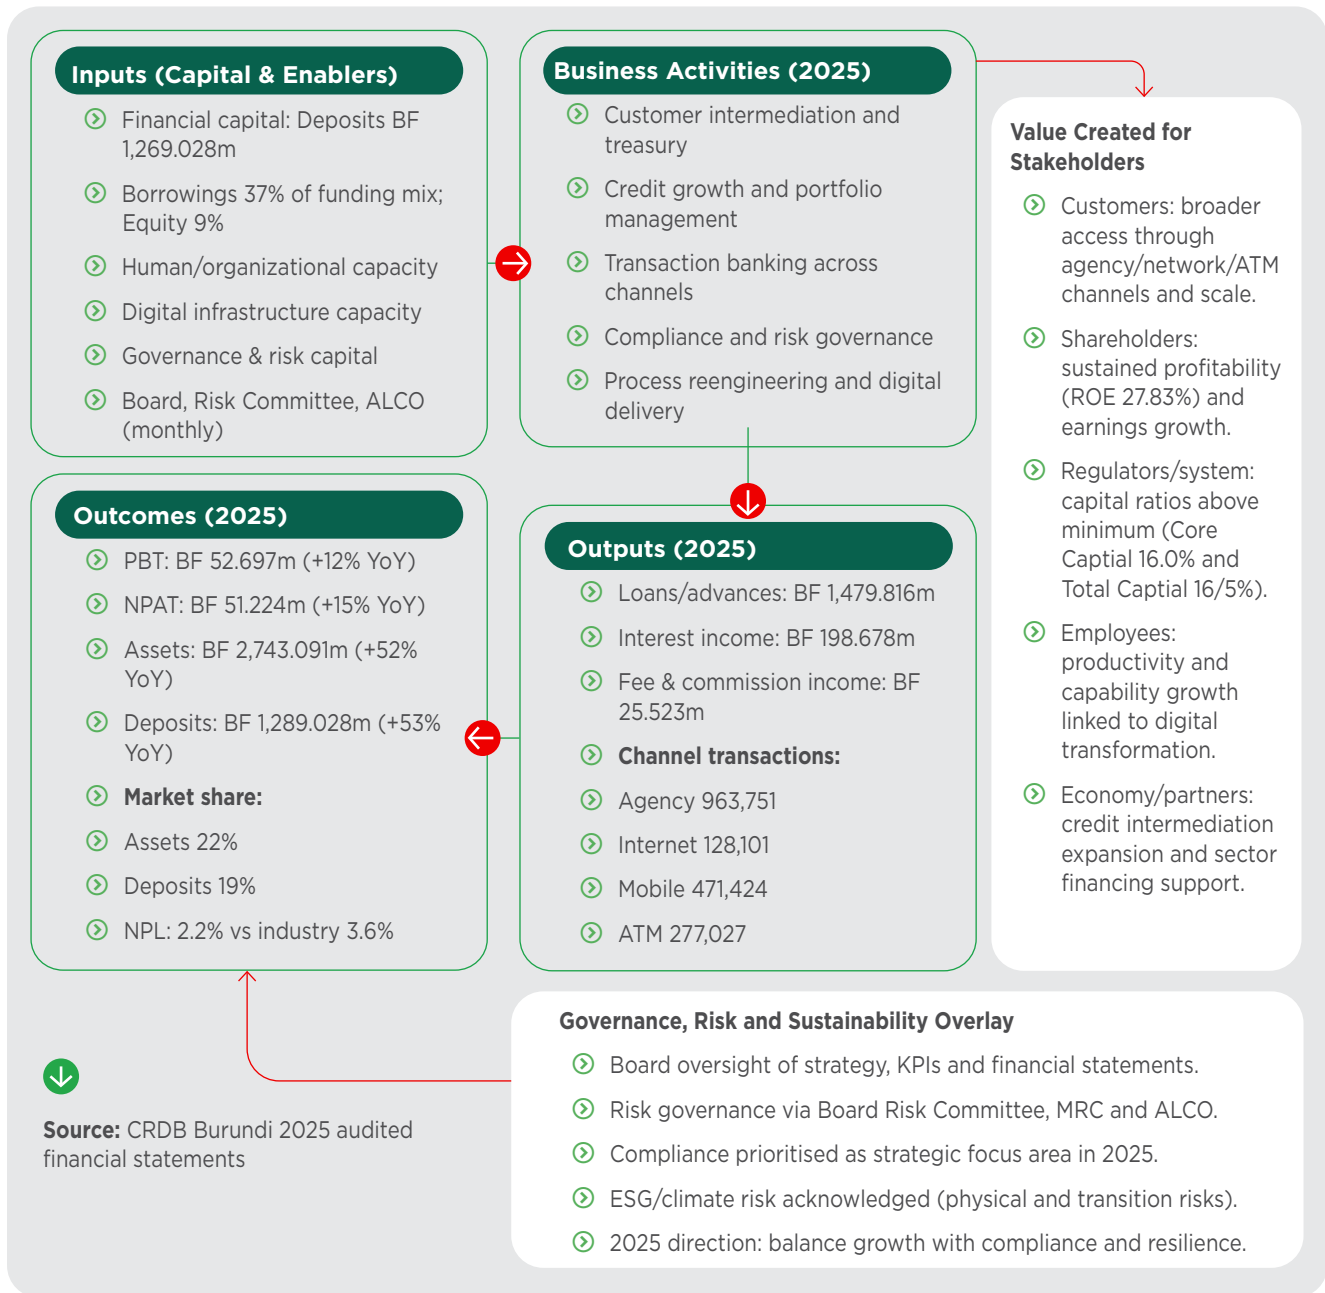 Inputs (Capital & Enablers)
Financial capital: Deposits BF
1,269.028m
Borrowings 37% of funding mix;
Equity 9%
Human/organizational capacity
Digital infrastructure capacity
Governance & risk capital
Board, Risk Committee, ALCO
(monthly)
Business Activities (2025)
Customer intermediation and
treasury
Credit growth and portfolio
management
Transaction banking across
channels
Compliance and risk governance
Process reengineering and digital
delivery
Value Created for
Stakeholders
Customers: broader
access through
agency/network/ATM
channels and scale.
Shareholders:
sustained profitability
(ROE 27.83%) and
earnings growth.
Regulators/system:
capital ratios above
minimum (Core
Captial 16.0% and
Total Captial 16/5%).
Employees:
productivity and
capability growth
linked to digital
transformation.
Economy/partners:
credit intermediation
expansion and sector
financing support.
Outcomes (2025)
PBT: BF 52.697m (+12% YoY)
NPAT: BF 51.224m (+15% YoY)
Assets: BF 2,743.091m (+52%
YoY)
Deposits: BF 1,289.028m (+53%
YoY)
Market share:
Assets 22%
Deposits 19%
NPL: 2.2% vs industry 3.6%
Outputs (2025)
Loans/advances: BF 1,479.816m
Interest income: BF 198.678m
Fee & commission income: BF
25.523m
Channel transactions:
Agency 963,751
Internet 128,101
Mobile 471,424
ATM 277,027
Governance, Risk and Sustainability Overlay
Board oversight of strategy, KPIs and financial statements.
Risk governance via Board Risk Committee, MRC and ALCO.
Compliance prioritised as strategic focus area in 2025.
ESG/climate risk acknowledged (physical and transition risks).
2025 direction: balance growth with compliance and resilience.
Source: CRDB Burundi 2025 audited
financial statements